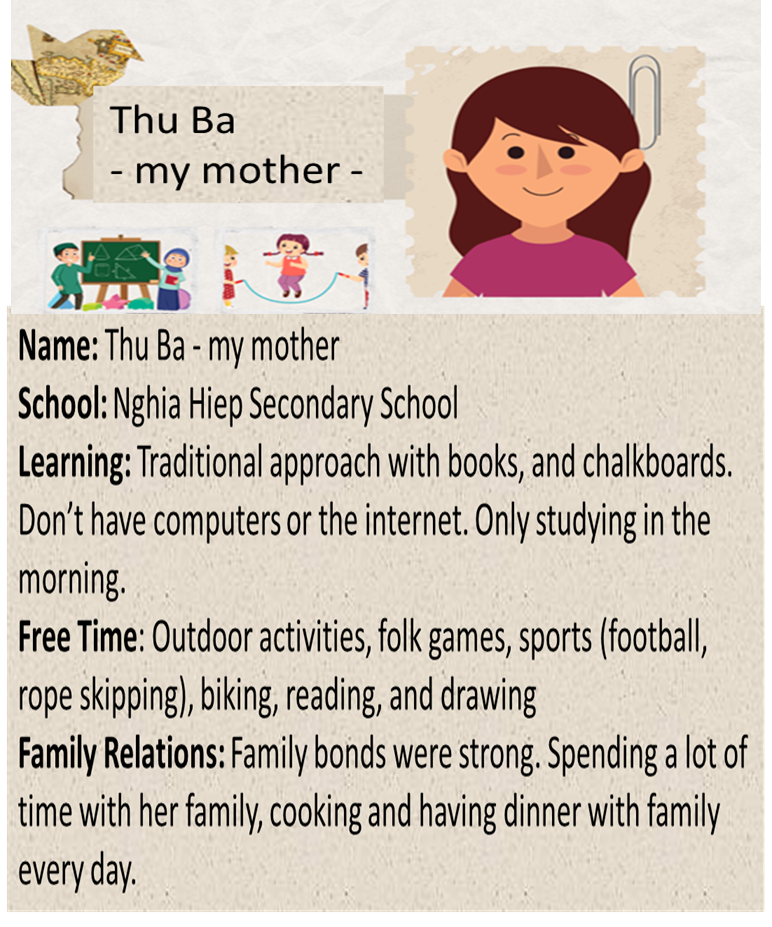 Thu Ba
- my mother -
Name: Thu Ba - my mother
School: Nghia Hiep Secondary School
Learning: Traditional approach with books, and chalkboards.
Don’t have computers or the internet. Only studying in the
morning.
Free Time: Outdoor activities, folk games, sports (football,
rope skipping), biking, reading, and drawing
Family Relations: Family bonds were strong. Spending a lot of
time with her family, cooking and having dinner with family
every day.